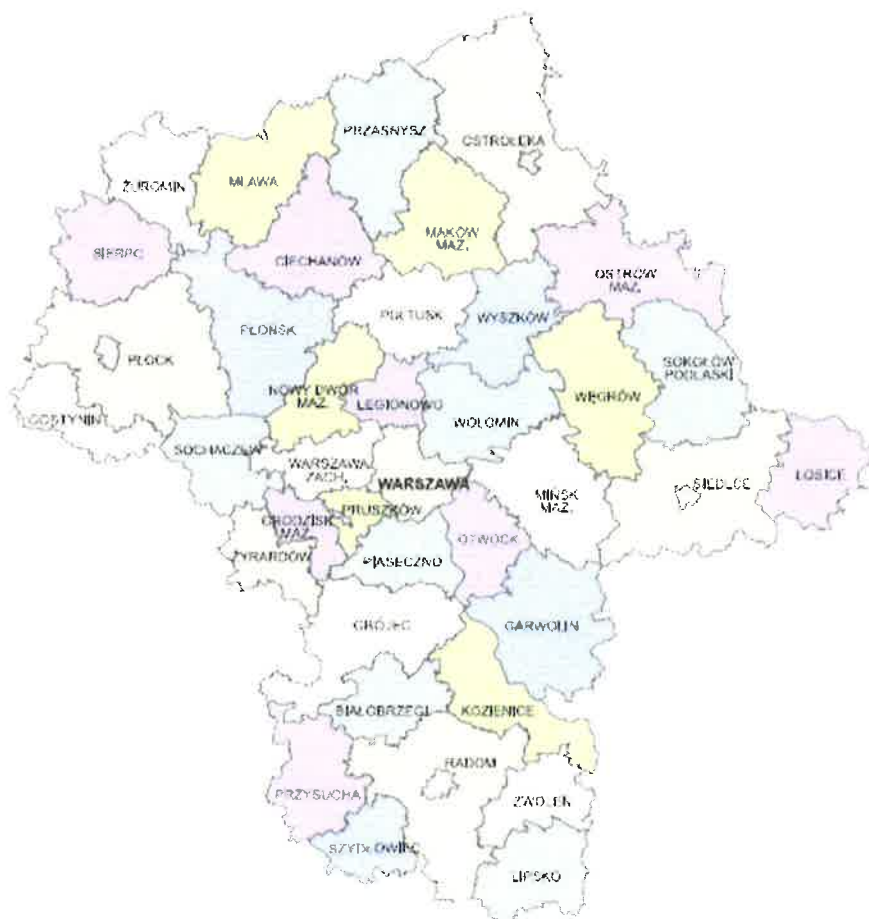 PRZASNYSZ
OSTROŁĘKA
ŻUROMIN
MŁAWA
MAKÓW
MAZ.
SIERPC
CIECHANÓW
OSTRÓW
MAZ.
PUŁTUSK
WYSZKÓW
PŁOŃSK
PŁOCK
SOKOŁÓW
PODLASKI
NOWY DWÓR
MAZ.
LEGIONOWO
WĘGRÓW
GOSTYNIN
WOŁOMIN
SOCHACZEW
WARSZAWA
ZACH.
WARSZAWA
SIEDLCE
ŁOSICE
MIŃSK
MAZ.
PRUSZKÓW
GRODZISK
MAZ.
OTWOCK
ŻYRARDÓW
PIASECZNO
GRÓJEC
GARWOLIN
BIAŁOBRZEGI
KOZIENICE
RADOM
PRZYSUCHA
ZWOLEŃ
SZYDŁOWIEC
LIPSKO